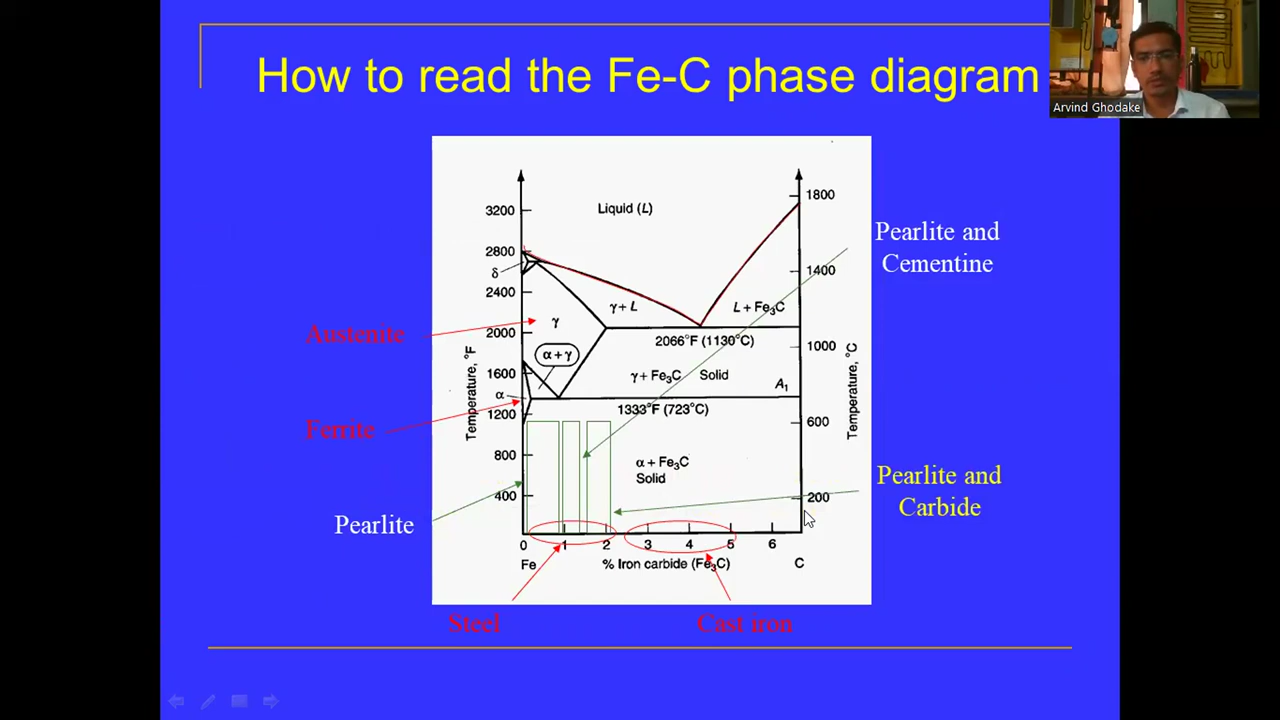 How to read the Fe-C phase diagram
Arvind Ghodake
Liquid (L)
3200
2800
2400
2000
1600
1200
800
400
Temperature, °F
δ
γ
α + γ
α
γ + L
L + Fe₃C
2066°F (1130°C)
γ + Fe₃C Solid
A₁
1333°F (723°C)
α + Fe₃C
Solid
1800
1400
1000
600
200
Temperature, °C
0 1 2 3 4 5 6
Fe % Iron carbide (Fe₃C) C
Austenite
Ferrite
Pearlite
Pearlite and
Cementine
Pearlite and
Carbide
Steel
Cast iron